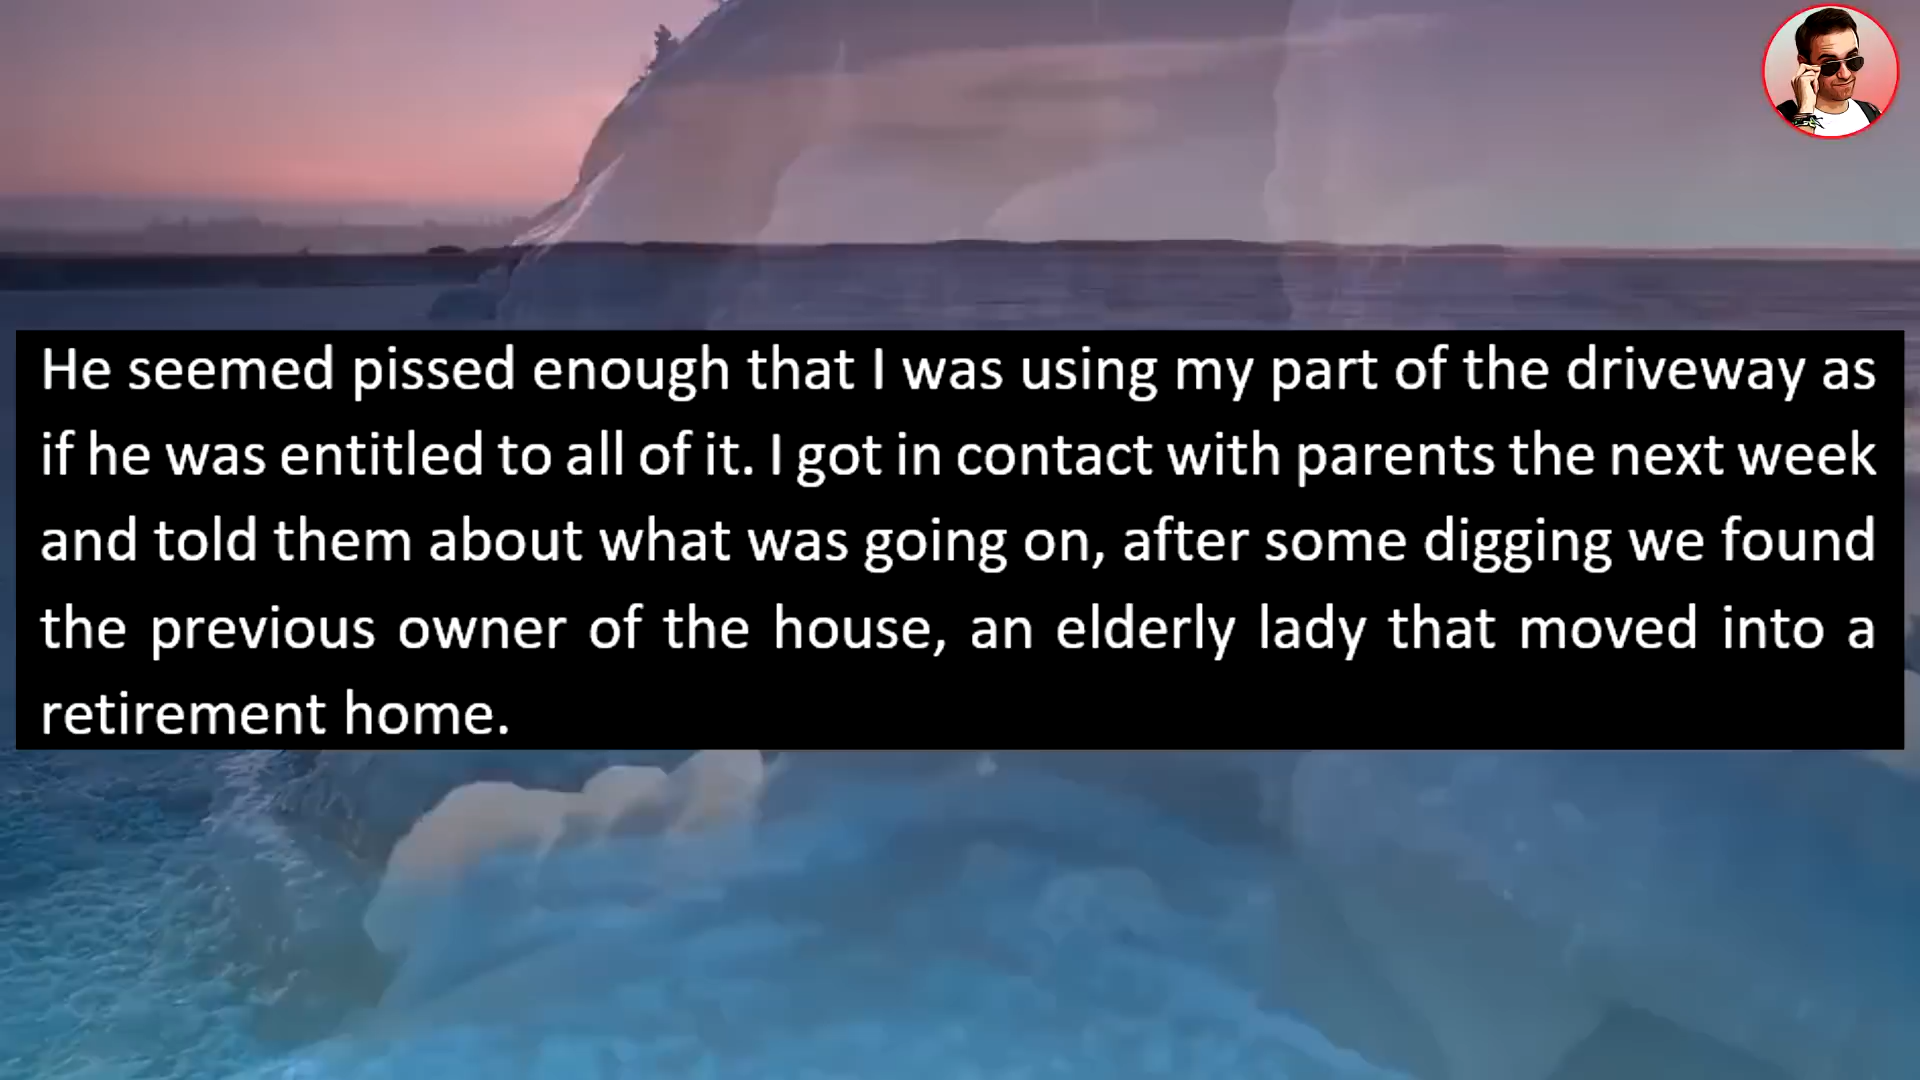 He seemed pissed enough that I was using my part of the driveway as
if he was entitled to all of it. I got in contact with parents the next week
and told them about what was going on, after some digging we found
the previous owner of the house, an elderly lady that moved into a
retirement home.